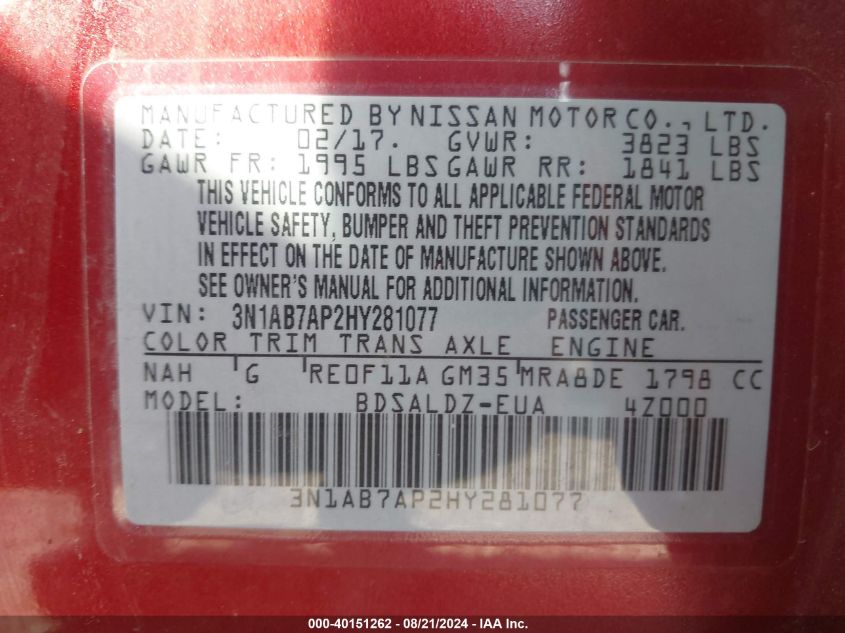 MANUFACTURED BY NISSAN MOTOR CO., LTD.
DATE: 02/17. GVWR: 3823 LBS
GAWR FR: 1995 LBS GAWR RR: 1841 LBS
THIS VEHICLE CONFORMS TO ALL APPLICABLE FEDERAL MOTOR
VEHICLE SAFETY, BUMPER AND THEFT PREVENTION STANDARDS
IN EFFECT ON THE DATE OF MANUFACTURE SHOWN ABOVE.
SEE OWNER'S MANUAL FOR ADDITIONAL INFORMATION.
VIN: 3N1AB7AP2HY281077 PASSENGER CAR.
COLOR TRIM TRANS AXLE ENGINE
NAH G RE0F11A GM35 MRA8DE 1798 CC
MODEL: BDSALDZ-EUA 4Z000
3N1AB7AP2HY281077
000-40151262 - 08/21/2024 - IAA Inc.